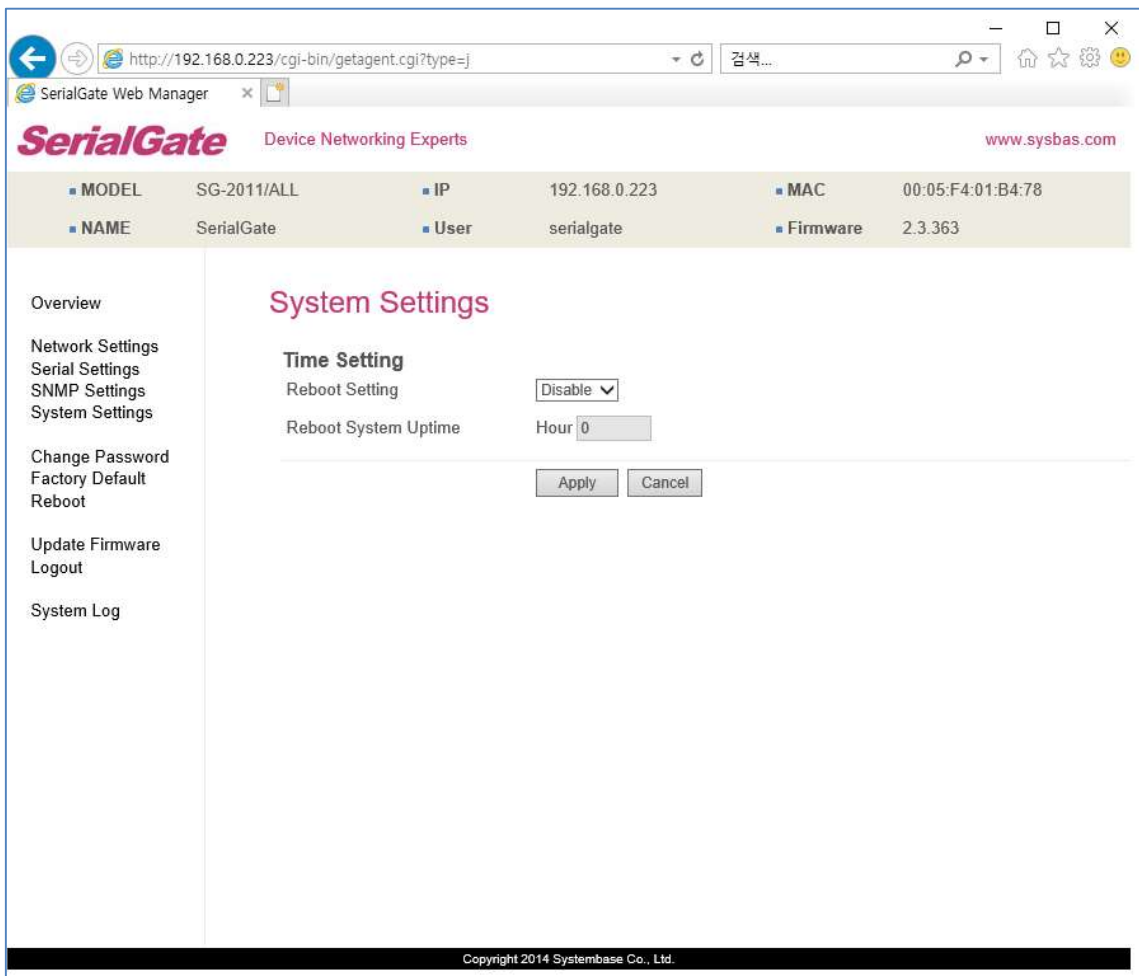 http://192.168.0.223/cgi-bin/getagent.cgi?type=j
검색...
SerialGate Web Manager
SerialGate Device Networking Experts www.sysbas.com
MODEL SG-2011/ALL IP 192.168.0.223 MAC 00:05:F4:01:B4:78
NAME SerialGate User serialgate Firmware 2.3.363
Overview
Network Settings
Serial Settings
SNMP Settings
System Settings
Change Password
Factory Default
Reboot
Update Firmware
Logout
System Log
System Settings
Time Setting
Reboot Setting Disable
Reboot System Uptime Hour 0
Apply Cancel
Copyright 2014 Systembase Co., Ltd.